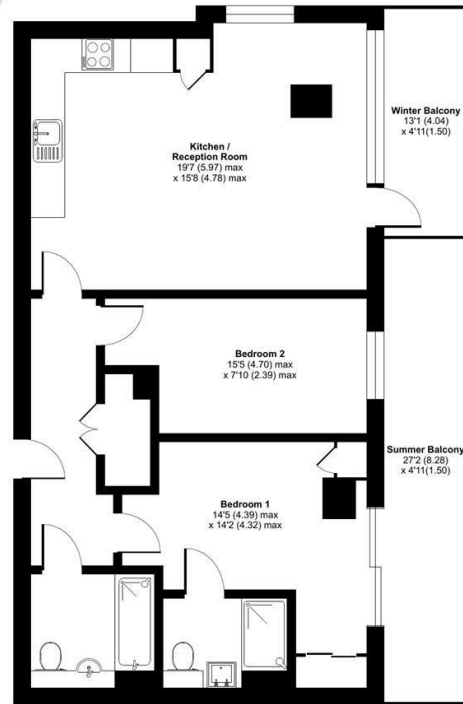 Winter Balcony
13'1 (4.04)
x 4'11(1.50)
Kitchen /
Reception Room
19'7 (5.97) max
x 15'8 (4.78) max
Bedroom 2
15'5 (4.70) max
x 7'10 (2.39) max
Summer Balcony
27'2 (8.28)
x 4'11(1.50)
Bedroom 1
14'5 (4.39) max
x 14'2 (4.32) max